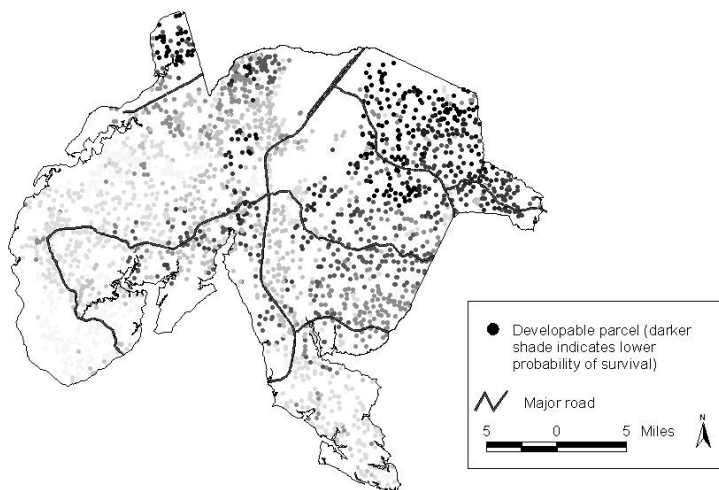 Developable parcel (darker
shade indicates lower
probability of survival)
Major road
N
5 0 5 Miles